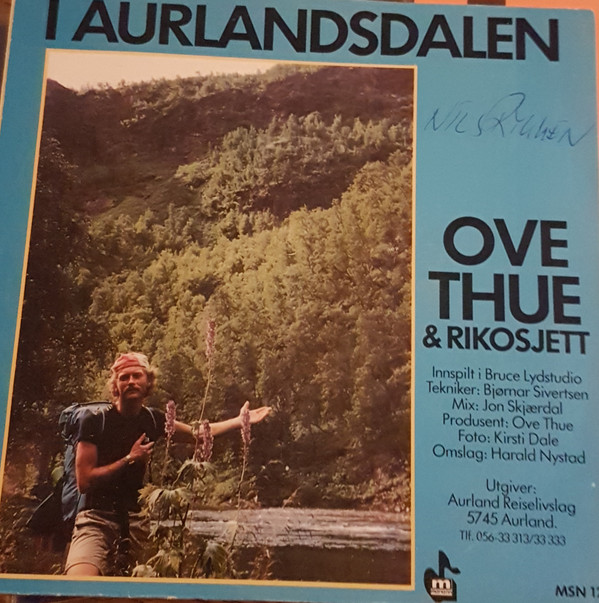 I AURLANDSDALEN
OVE
THUE
& RIKOSJETT
Innspilt i Bruce Lydstudio
Tekniker: Bjørnar Sivertsen
Mix: Jon Skjærdal
Produsent: Ove Thue
Foto: Kirsti Dale
Omslag: Harald Nystad
Utgiver:
Aurland Reiselivslag
5745 Aurland.
Tlf. 056-33 313/33 333
MSN